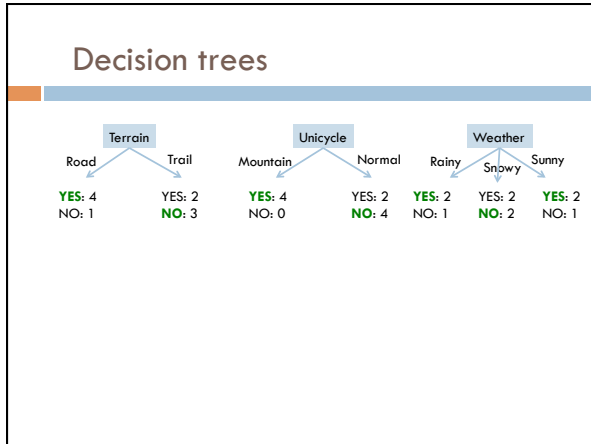 Decision trees
Terrain
Unicycle
Weather
Road
Trail
Mountain
Normal
Rainy
Snowy
Sunny
YES: 4
YES: 2
YES: 4
YES: 2
YES: 2
YES: 2
YES: 2
NO: 1
NO: 3
NO: 0
NO: 4
NO: 1
NO: 2
NO: 1